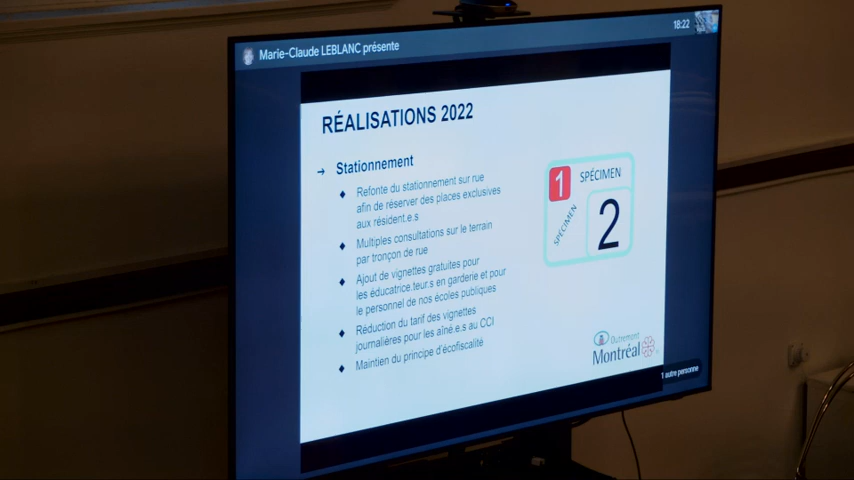 Marie-Claude LEBLANC présente
18:22
RÉALISATIONS 2022
→ Stationnement
◆ Refonte du stationnement sur rue
afin de réserver des places exclusives
aux résident.e.s
◆ Multiples consultations sur le terrain
par tronçon de rue
◆ Ajout de vignettes gratuites pour
les éducatrice.teur.s en garderie et pour
le personnel de nos écoles publiques
◆ Réduction du tarif des vignettes
journalières pour les aîné.e.s au CCI
◆ Maintien du principe d'écofiscalité
1
SPÉCIMEN
SPÉCIMEN
2
Outremont
Montréal
1 autre personne